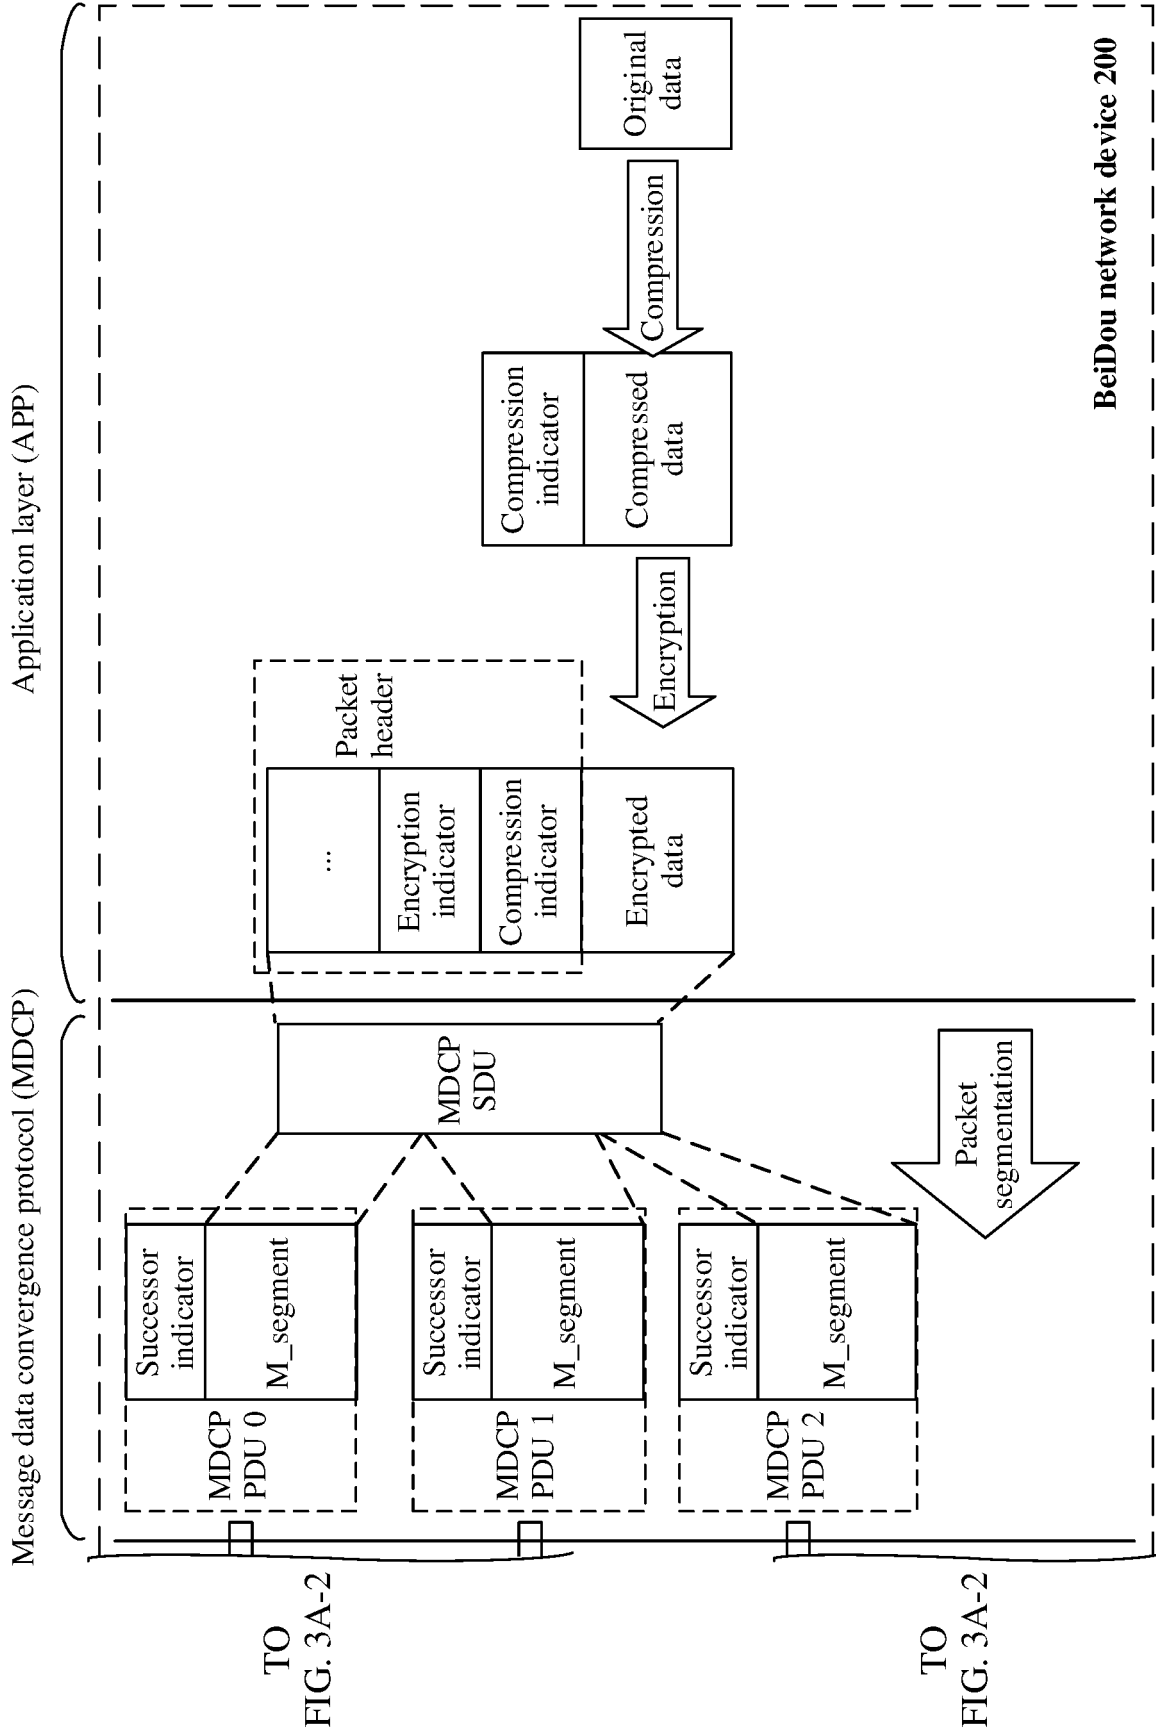 Application layer (APP)
Original
data
Compression
Compression
indicator
Compressed
data
Encryption
Packet
header
...
Encryption
indicator
Compression
indicator
Encrypted
data
Message data convergence protocol (MDCP)
MDCP
SDU
Packet
segmentation
Successor
indicator
M_segment
MDCP
PDU 0
Successor
indicator
M_segment
MDCP
PDU 1
Successor
indicator
M_segment
MDCP
PDU 2
BeiDou network device 200
TO
FIG. 3A-2
TO
FIG. 3A-2